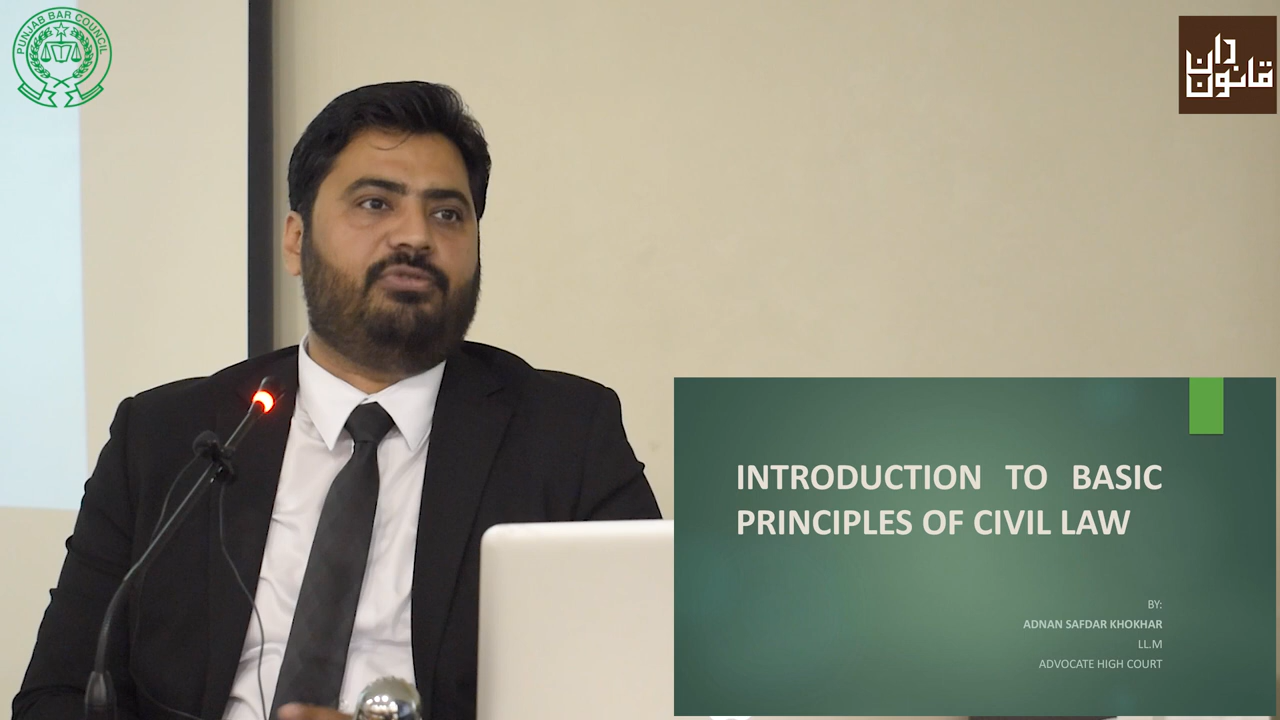 PUNJAB BAR COUNCIL
قانون دان
INTRODUCTION TO BASIC
PRINCIPLES OF CIVIL LAW
BY:
ADNAN SAFDAR KHOKHAR
LL.M
ADVOCATE HIGH COURT